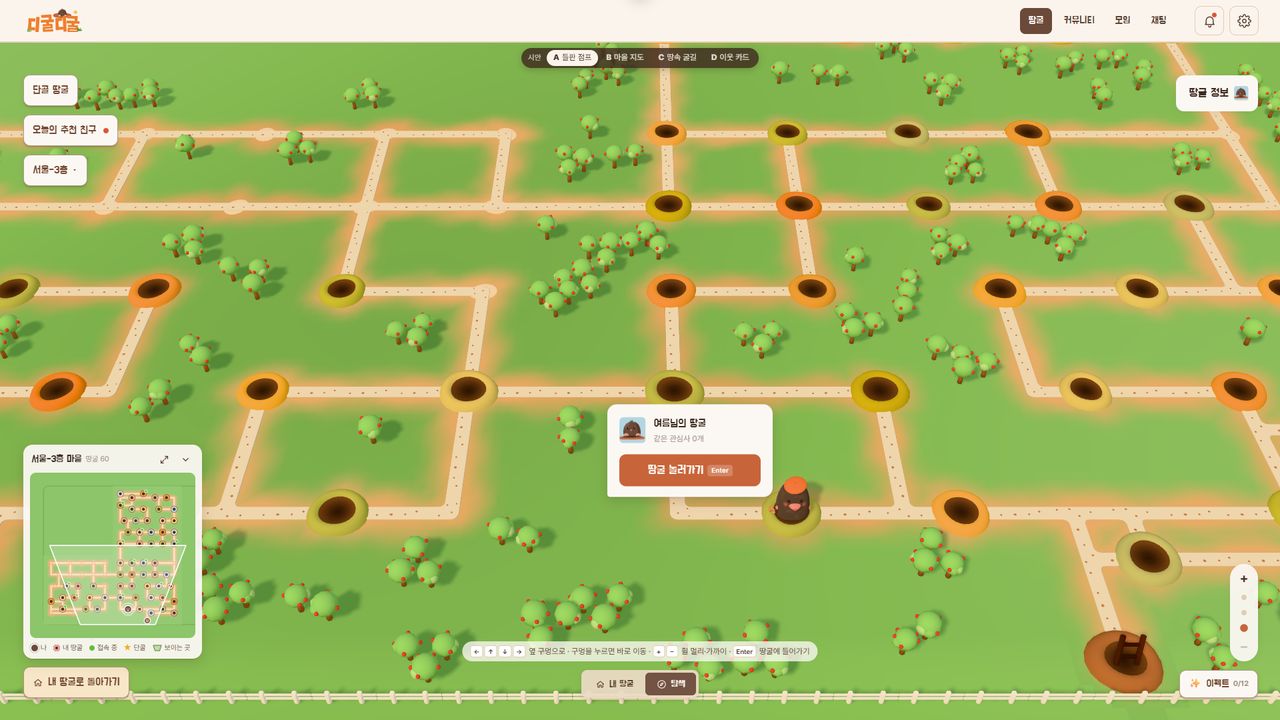 디굴디굴
땅굴
커뮤니티
모임
채팅
시안 A 들판 점프 B 마을 지도 C 땅속 굴길 D 이웃 카드
단골 땅굴
땅굴 정보
오늘의 추천 친구
서울-3층
여름님의 땅굴
같은 관심사 0개
땅굴 놀러가기 Enter
서울-3층 마을 땅굴 60
나 내 땅굴 접속 중 단골 보이는 곳
← ↑ ↓ → 옆 구멍으로 · 구멍을 누르면 바로 이동 · + − 휠 멀리·가까이 · Enter 땅굴에 들어가기
내 땅굴로 돌아가기
내 땅굴
탐색
이펙트 0/12